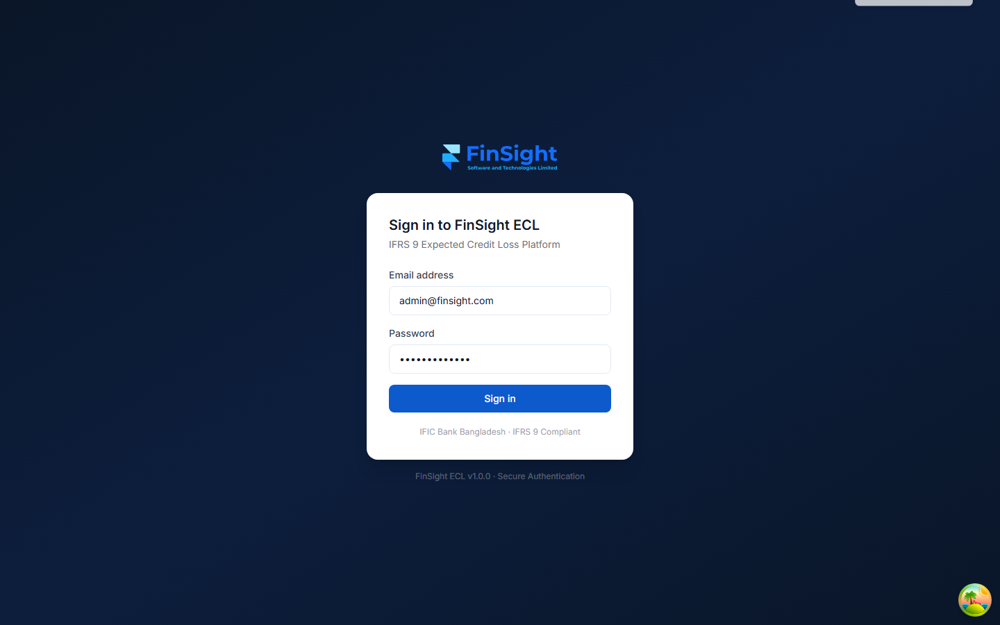 FinSight
Software and Technologies Limited
Sign in to FinSight ECL
IFRS 9 Expected Credit Loss Platform
Email address
admin@finsight.com
Password
•••••••••••••
Sign in
IFIC Bank Bangladesh · IFRS 9 Compliant
FinSight ECL v1.0.0 · Secure Authentication